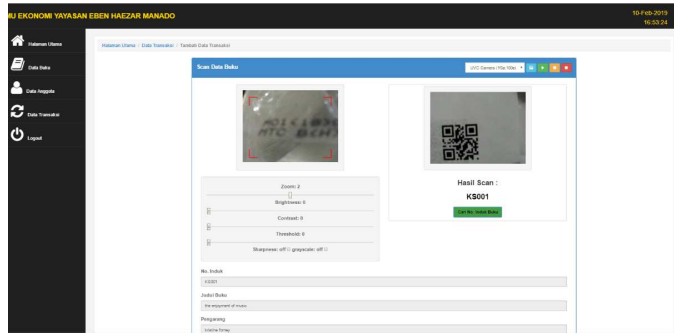 MU EKONOMI YAYASAN EBEN HAEZAR MANADO
10-Feb-2019
16:53:24
Halaman Utama
Data Buku
Data Anggota
Data Transaksi
Logout
Halaman Utama / Data Transaksi / Tambah Data Transaksi
Scan Data Buku
UVC Camera
Zoom: 2
Brightness: 0
Contrast: 0
Threshold: 0
Sharpness: off grayscale: off
Hasil Scan :
KS001
Cari No. Induk Buku
No. Induk
KS001
Judul Buku
the enjoyment of music
Pengarang